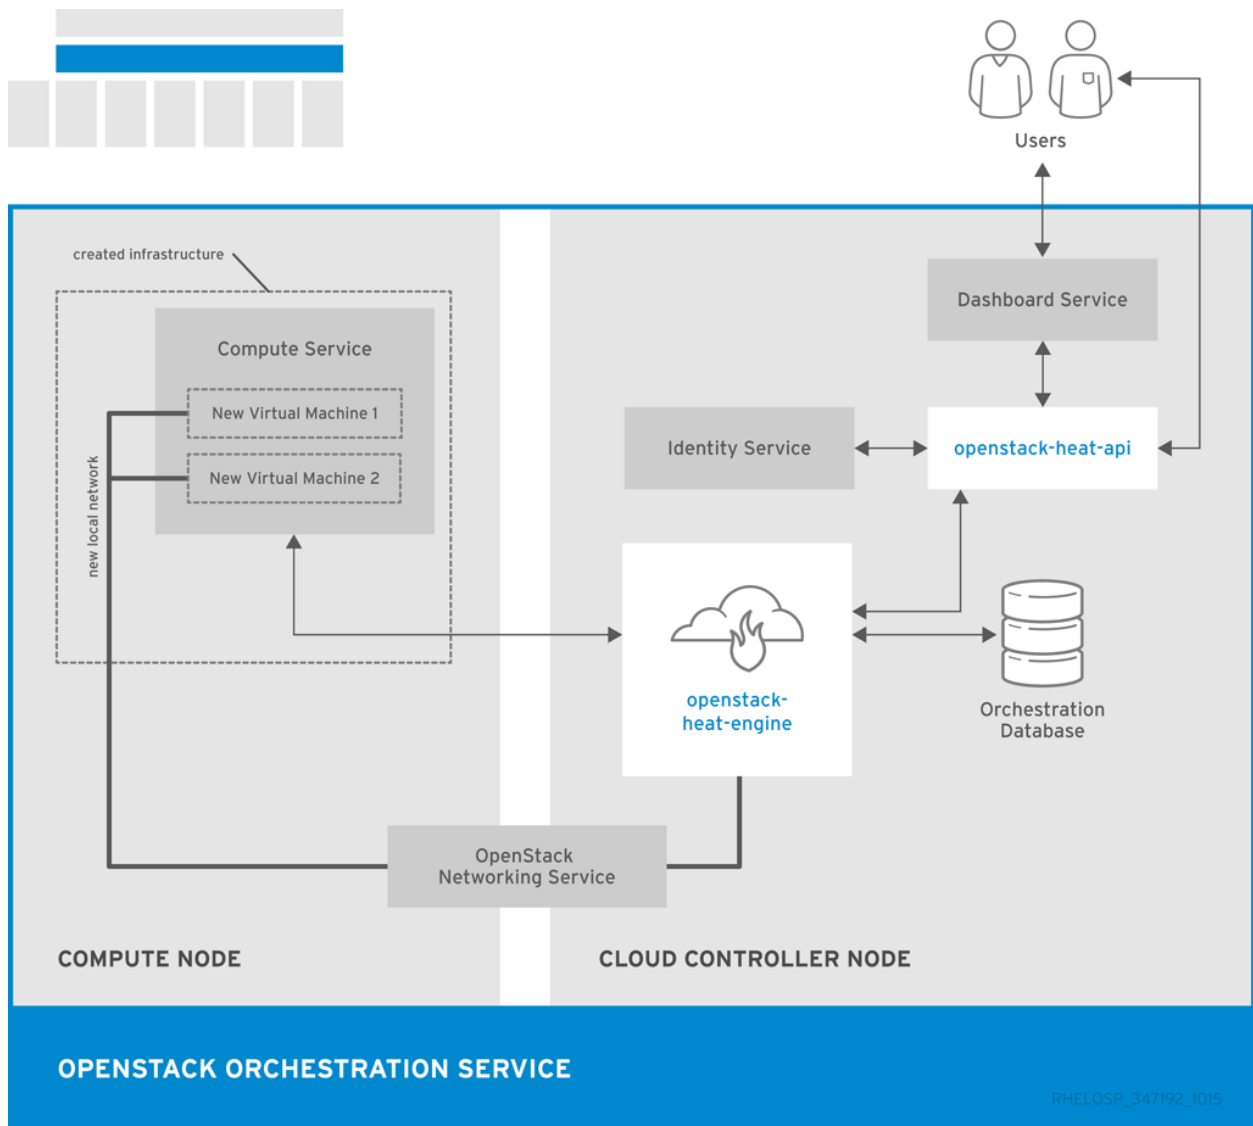 Users
created infrastructure
Dashboard Service
Compute Service
New Virtual Machine 1
Identity Service
openstack-heat-api
New Virtual Machine 2
new local network
openstack-
heat-engine
Orchestration
Database
OpenStack
Networking Service
COMPUTE NODE
CLOUD CONTROLLER NODE
OPENSTACK ORCHESTRATION SERVICE
RHELOSP_347192_1015